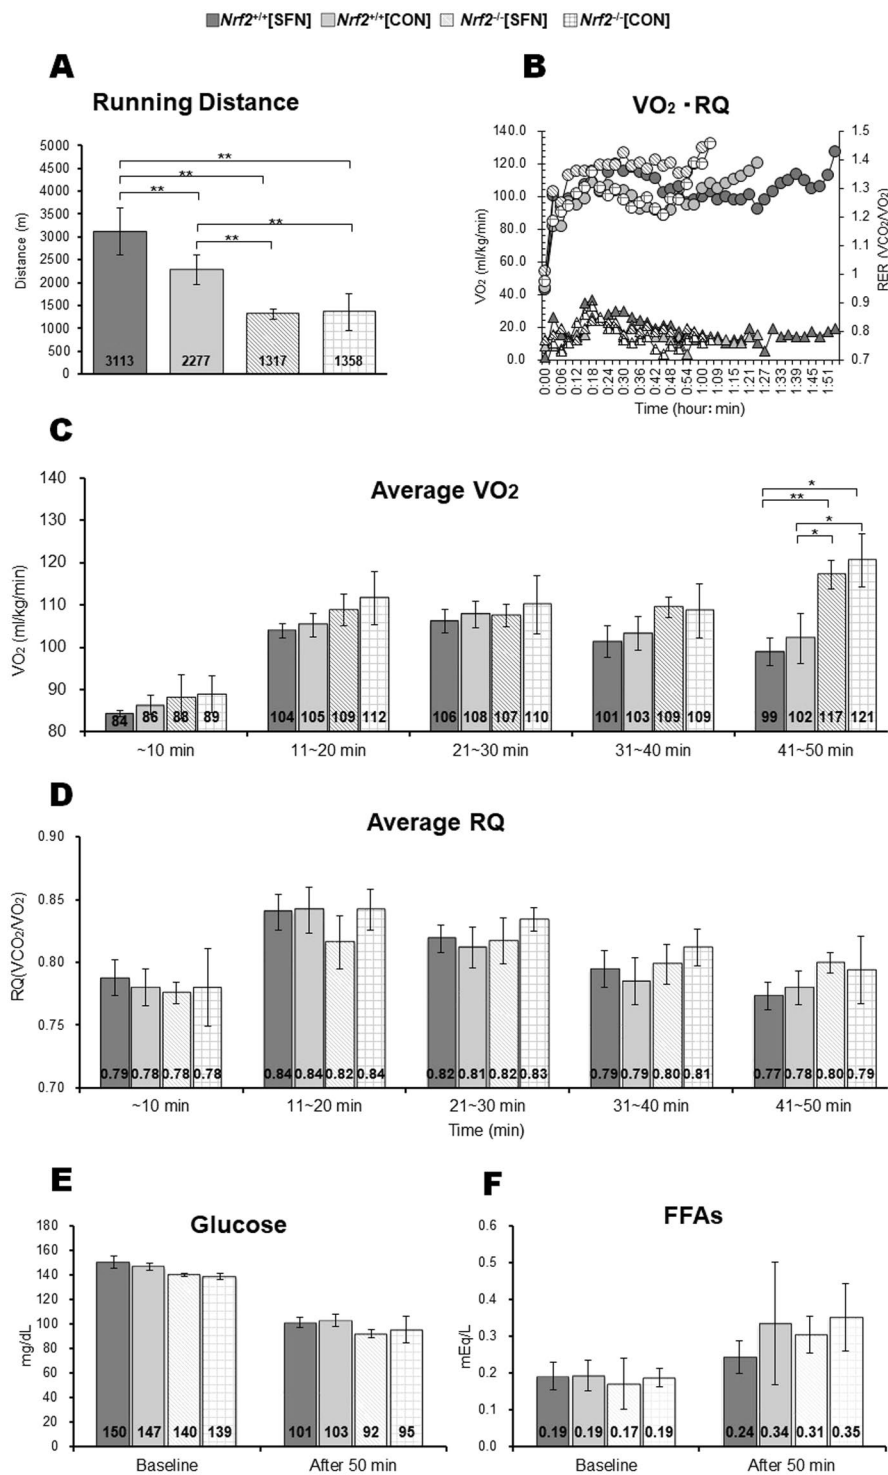 Nrf2+/+[SFN] Nrf2+/+[CON] Nrf2-/-[SFN] Nrf2-/-[CON]
A
Running Distance
Distance (m)
5000
4500
4000
3500
3000
2500
2000
1500
1000
500
0
** ** ** ** **
3113 2277 1317 1358
B
VO2・RQ
VO2 (ml/kg/min)
140.0
120.0
100.0
80.0
60.0
40.0
20.0
0.0
1.5
1.4
1.3
1.2
1.1
1
0.9
0.8
0.7
RER (VCO2/VO2)
0:00 0:06 0:12 0:18 0:24 0:30 0:36 0:42 0:48 0:54 1:00 1:09 1:15 1:21 1:27 1:33 1:39 1:45 1:51
Time (hour: min)
C
Average VO2
VO2 (ml/kg/min)
140
130
120
110
100
90
80
* ** * *
84 86 88 89 104 105 109 112 106 108 107 110 101 103 109 109 99 102 117 121
~10 min 11~20 min 21~30 min 31~40 min 41~50 min
D
Average RQ
RQ(VCO2/VO2)
0.90
0.85
0.80
0.75
0.70
0.79 0.78 0.78 0.78 0.84 0.84 0.82 0.84 0.82 0.81 0.82 0.83 0.79 0.79 0.80 0.81 0.77 0.78 0.80 0.79
~10 min 11~20 min 21~30 min 31~40 min 41~50 min
Time (min)
E
Glucose
mg/dL
180
160
140
120
100
80
60
40
20
0
150 147 140 139 101 103 92 95
Baseline After 50 min
F
FFAs
mEq/L
0.6
0.5
0.4
0.3
0.2
0.1
0.0
0.19 0.19 0.17 0.19 0.24 0.34 0.31 0.35
Baseline After 50 min